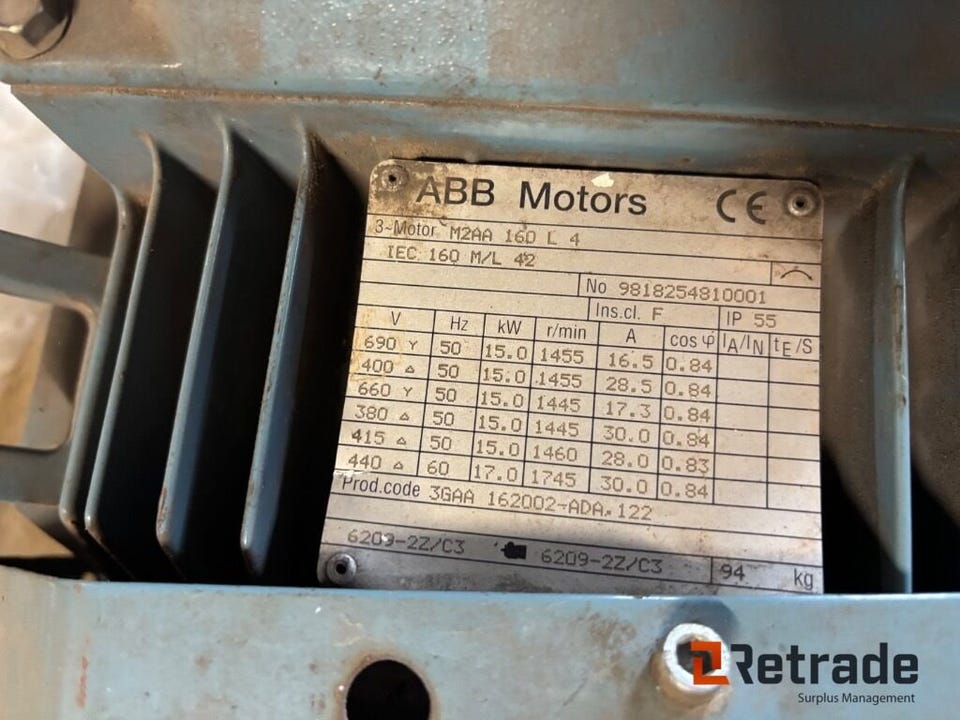 ABB Motors CE
3~Motor M2AA 160 L 4
IEC 160 M/L 42
No 9818254810001
Ins.cl. F IP 55
V Hz kW r/min A cos φ IA/IN tE/S
690 Y 50 15.0 1455 16.5 0.84
400 Δ 50 15.0 1455 28.5 0.84
660 Y 50 15.0 1445 17.3 0.84
380 Δ 50 15.0 1445 30.0 0.84
415 Δ 50 15.0 1460 28.0 0.83
440 Δ 60 17.0 1745 30.0 0.84
Prod.code 3GAA 162002-ADA.122
6209-2Z/C3 6209-2Z/C3 94 kg
Retrade
Surplus Management